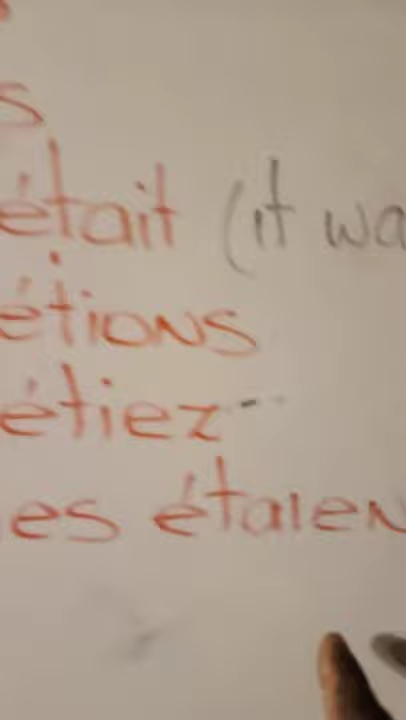 s
était (it wa
étions
étiez
es étaien